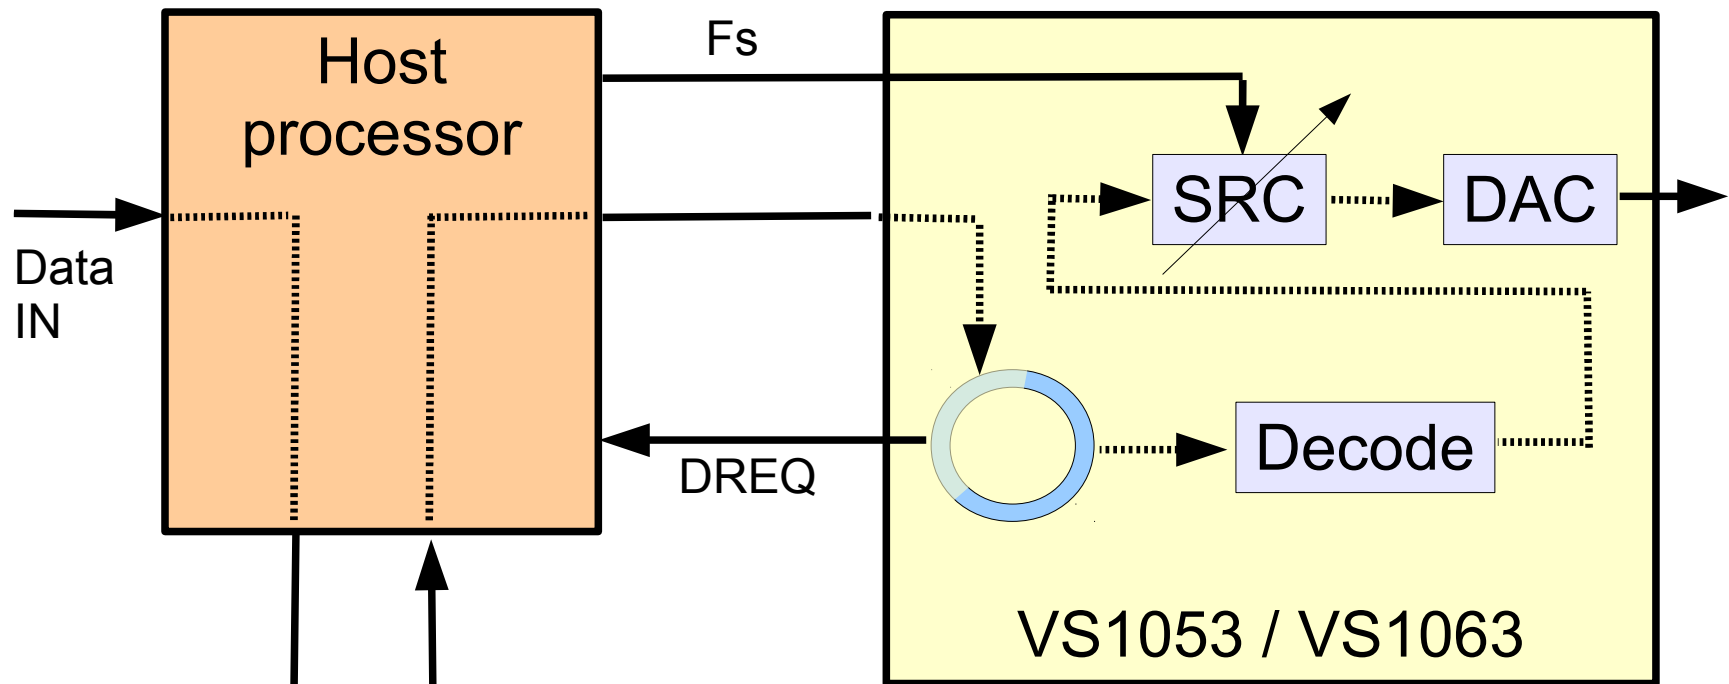 Host
processor
Fs
Data
IN
SRC
DAC
DREQ
Decode
VS1053 / VS1063